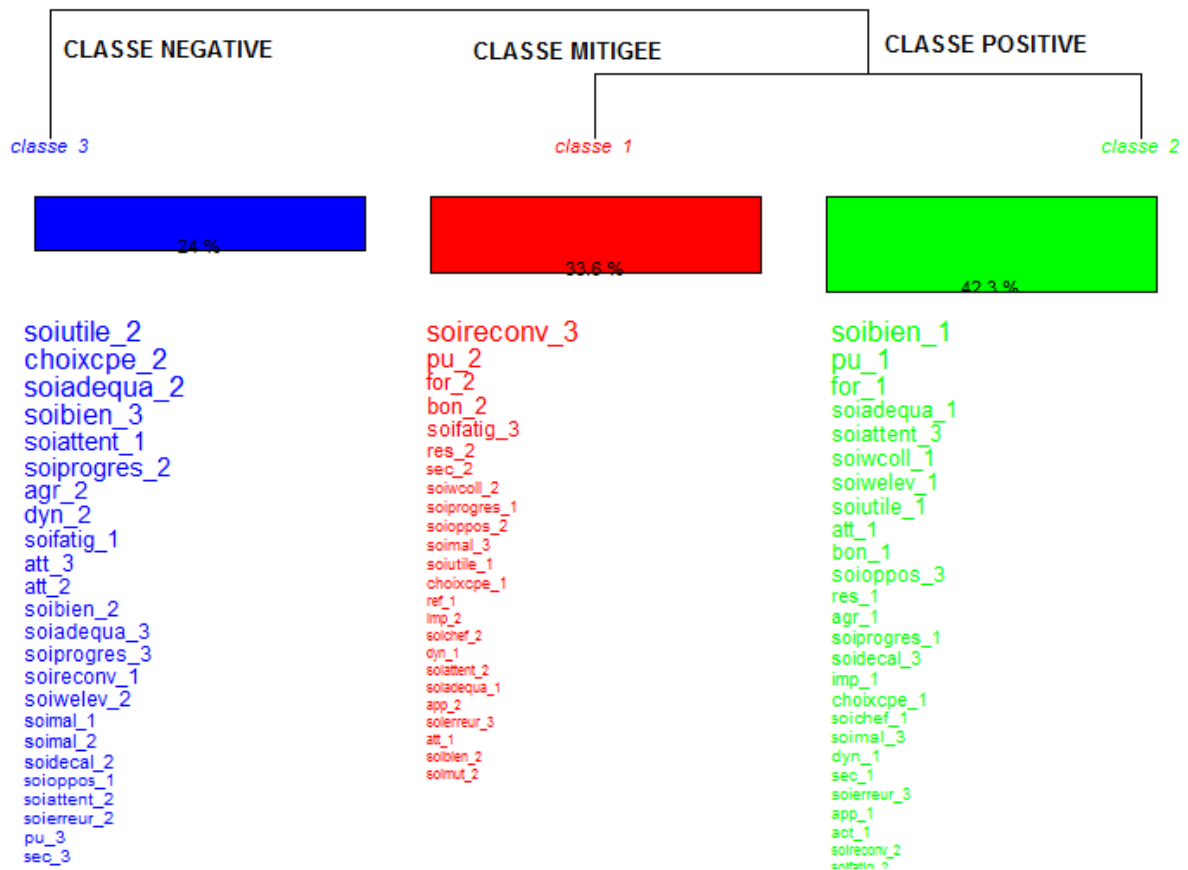 CLASSE NEGATIVE
CLASSE MITIGEE
CLASSE POSITIVE
classe 3
classe 1
classe 2
24 %
33.6 %
42.3 %
soiutile_2
choixcpe_2
soiadequa_2
soibien_3
soiattent_1
soiprogres_2
agr_2
dyn_2
soifatig_1
att_3
att_2
soibien_2
soiadequa_3
soiprogres_3
soireconv_1
soiwelev_2
soimal_1
soimal_2
soidecal_2
soioppos_1
soiattent_2
soierreur_2
pu_3
sec_3
soireconv_3
pu_2
for_2
bon_2
soifatig_3
res_2
sec_2
soiwcoll_2
soiprogres_1
soioppos_2
soimal_3
soiutile_1
choixcpe_1
ref_1
imp_2
soichef_2
dyn_1
soiattent_2
soiadequa_1
app_2
soierreur_3
att_1
soibien_2
soimut_2
soibien_1
pu_1
for_1
soiadequa_1
soiattent_3
soiwcoll_1
soiwelev_1
soiutile_1
att_1
bon_1
soioppos_3
res_1
agr_1
soiprogres_1
soidecal_3
imp_1
choixcpe_1
soichef_1
soimal_3
dyn_1
sec_1
soierreur_3
app_1
act_1
soireconv_2
soifatig_2